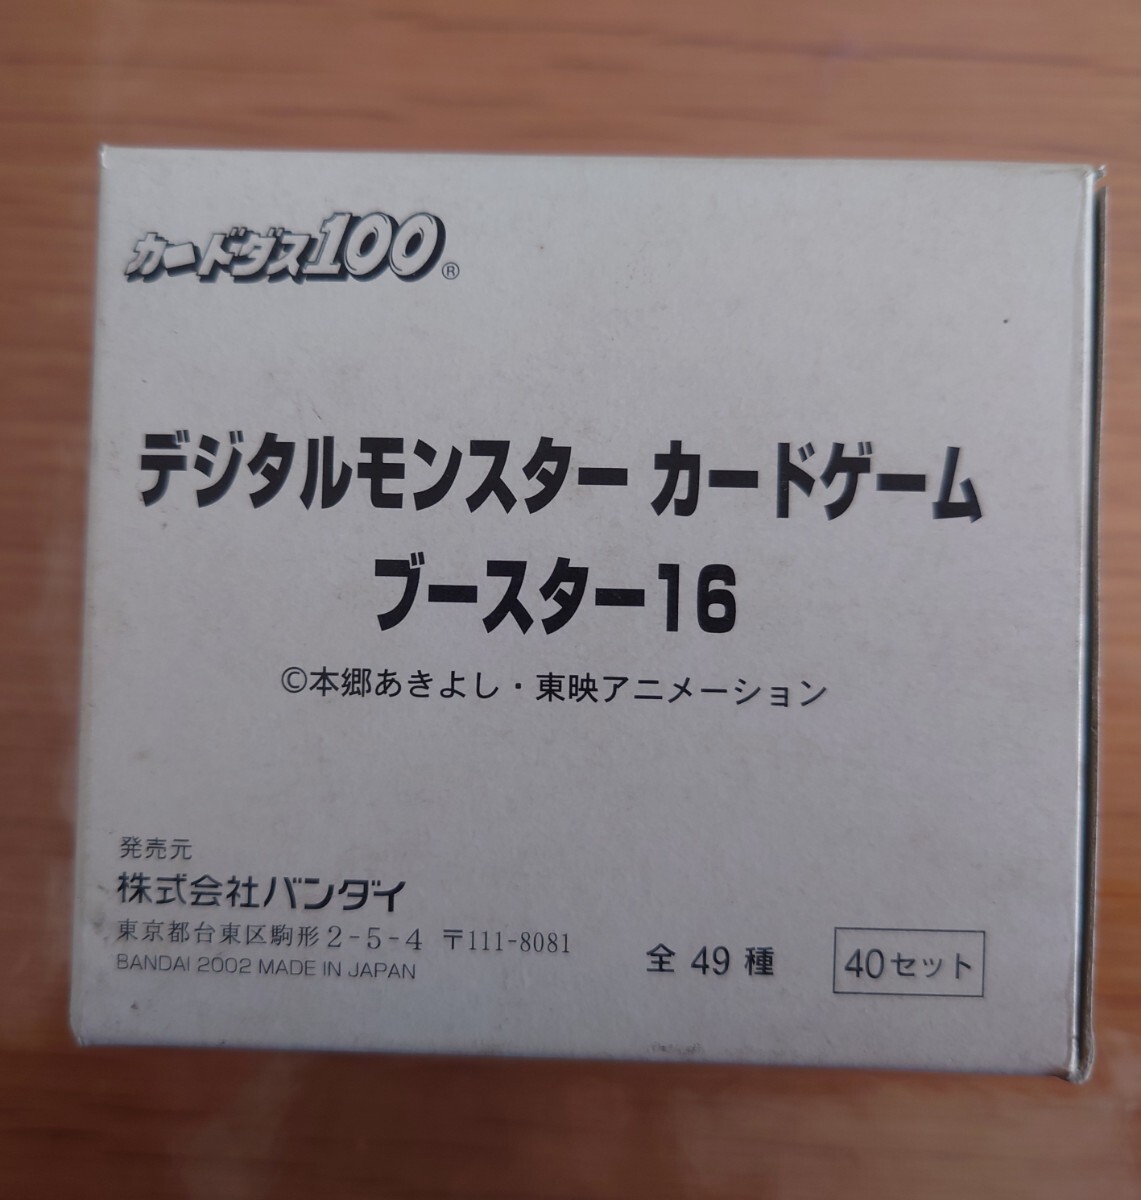 カードダス100®
デジタルモンスター カードゲーム
ブースター16
©本郷あきよし・東映アニメーション
発売元
株式会社バンダイ
東京都台東区駒形2-5-4 〒111-8081
BANDAI 2002 MADE IN JAPAN
全49種
40セット